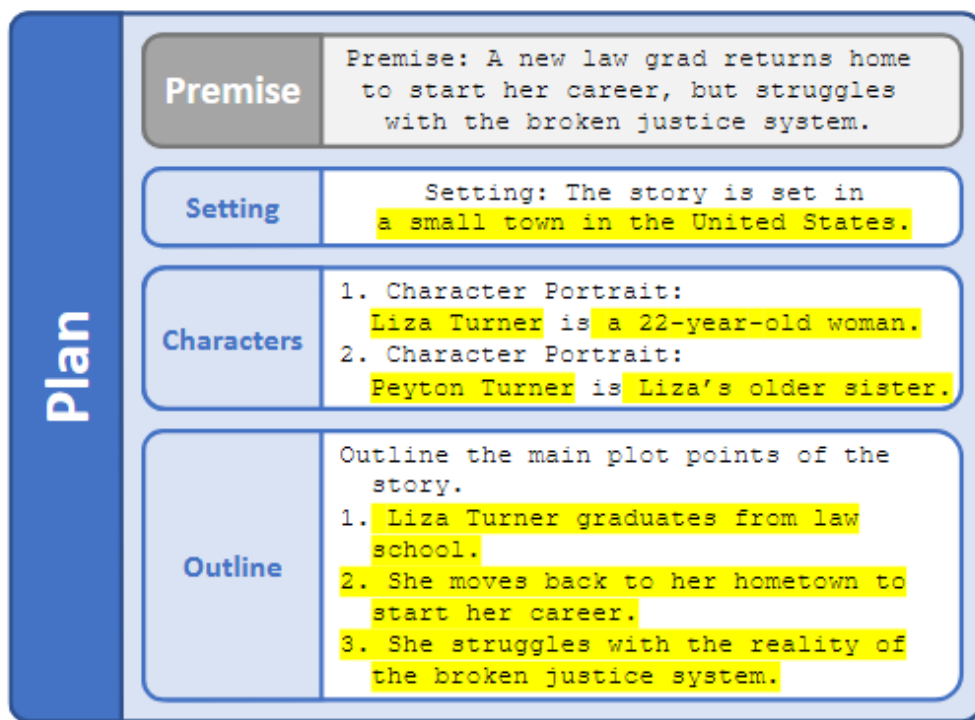 Plan
Premise
Premise: A new law grad returns home
to start her career, but struggles
with the broken justice system.
Setting
Setting: The story is set in
a small town in the United States.
Characters
1. Character Portrait:
Liza Turner is a 22-year-old woman.
2. Character Portrait:
Peyton Turner is Liza's older sister.
Outline
Outline the main plot points of the
story.
1. Liza Turner graduates from law
school.
2. She moves back to her hometown to
start her career.
3. She struggles with the reality of
the broken justice system.